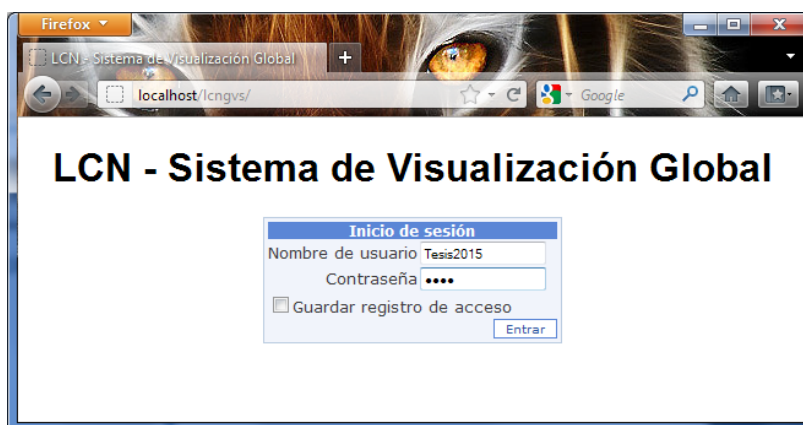 Firefox
LCN - Sistema de Visualización Global
localhost/lcngvs/
Google
LCN - Sistema de Visualización Global
Inicio de sesión
Nombre de usuario Tesis2015
Contraseña ••••
Guardar registro de acceso
Entrar